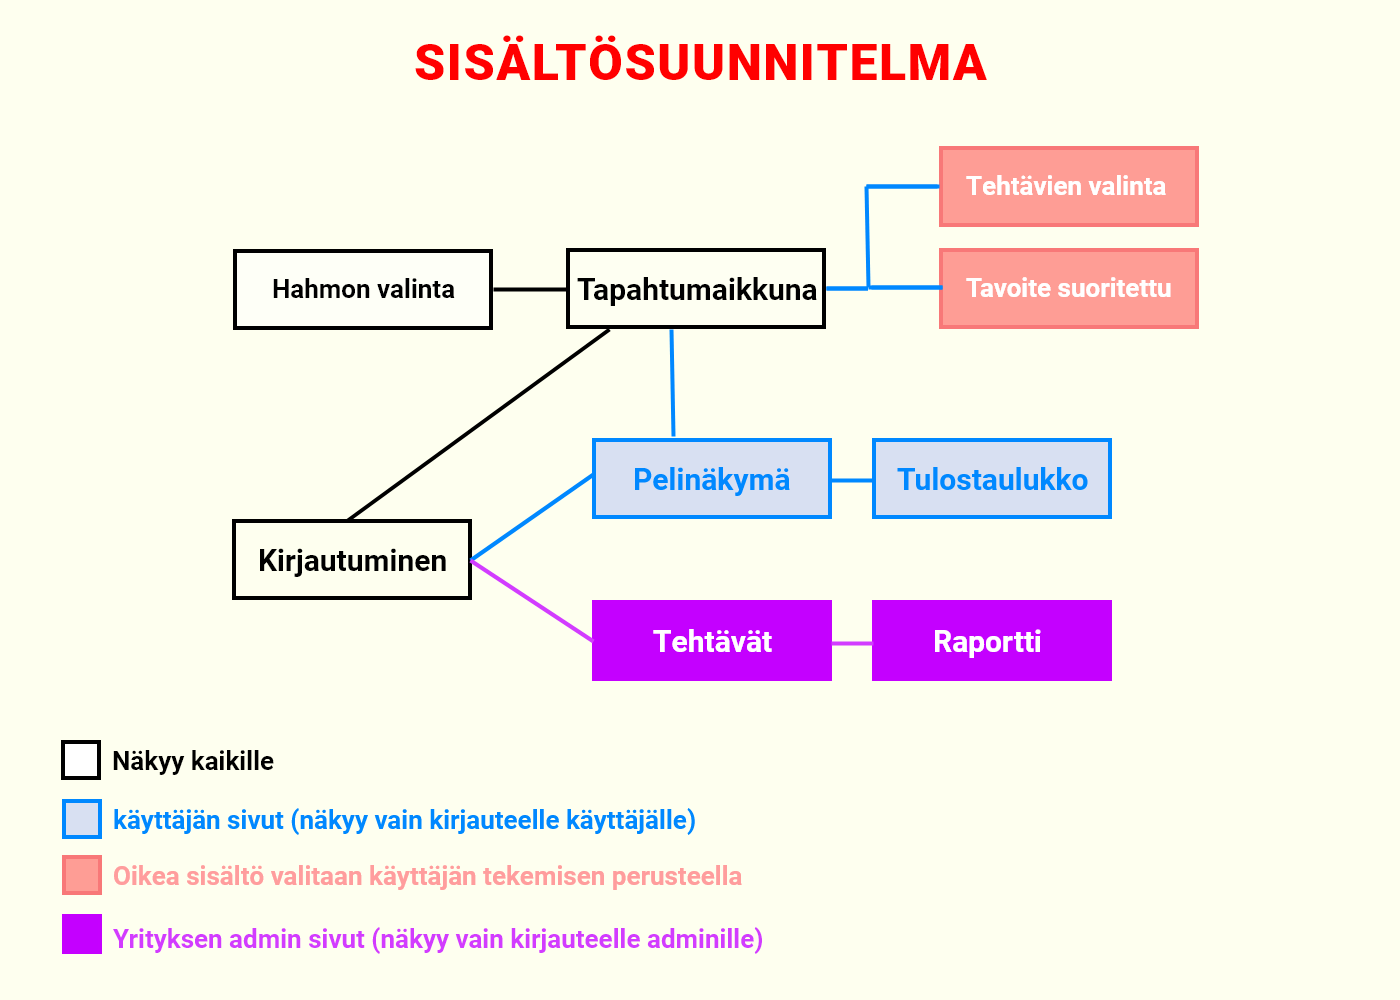 SISÄLTÖSUUNNITELMA
Tehtävien valinta
Hahmon valinta
Tapahtumaikkuna
Tavoite suoritettu
Pelinäkymä
Tulostaulukko
Kirjautuminen
Tehtävät
Raportti
Näkyy kaikille
käyttäjän sivut (näkyy vain kirjauteelle käyttäjälle)
Oikea sisältö valitaan käyttäjän tekemisen perusteella
Yrityksen admin sivut (näkyy vain kirjauteelle adminille)